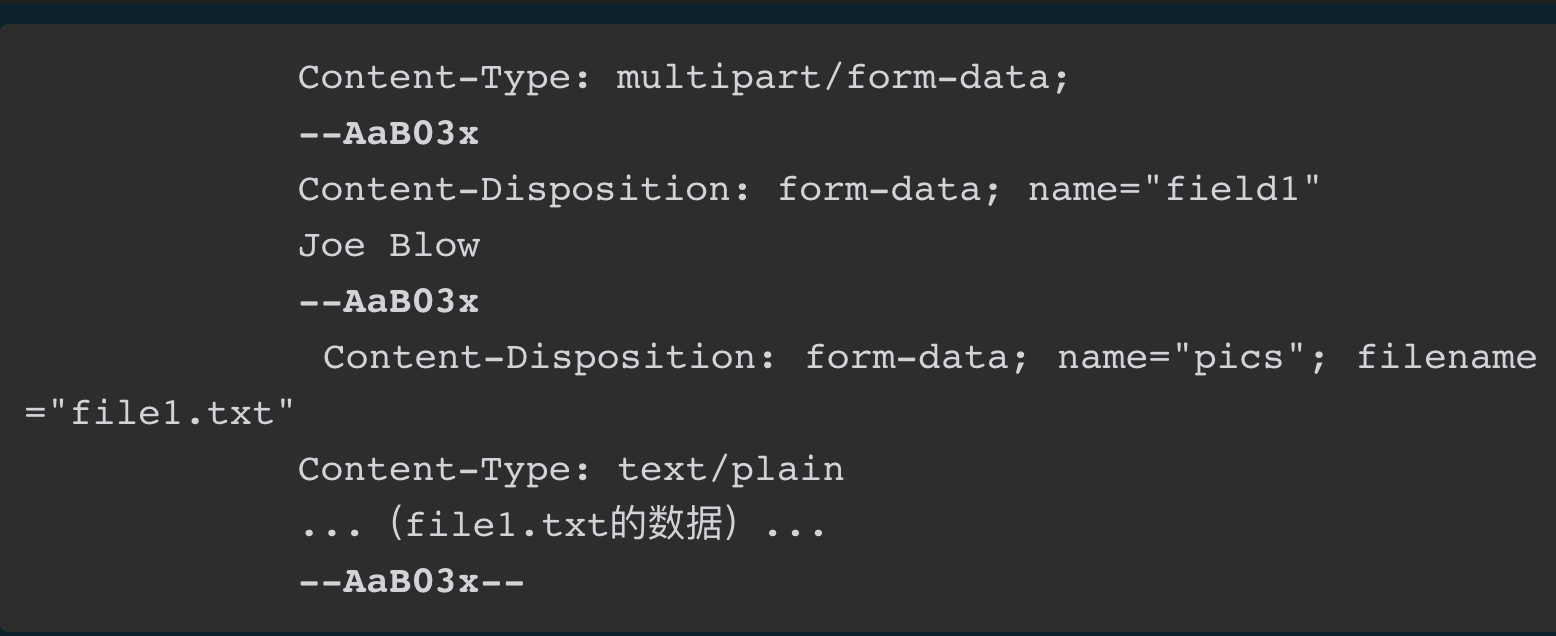 Content-Type: multipart/form-data;
--AaB03x
Content-Disposition: form-data; name="field1"
Joe Blow
--AaB03x
Content-Disposition: form-data; name="pics"; filename
="file1.txt"
Content-Type: text/plain
...（file1.txt的数据）...
--AaB03x--